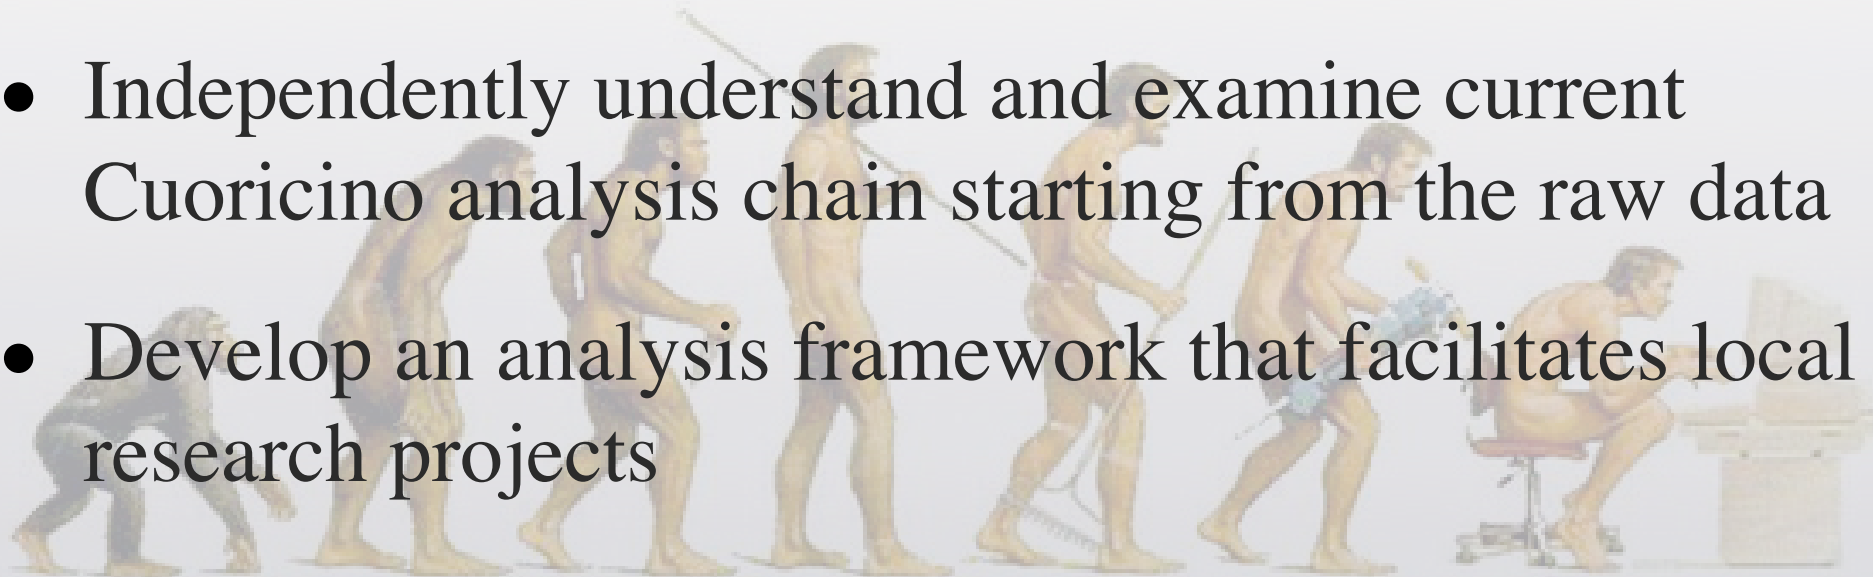 • Independently understand and examine current
Cuoricino analysis chain starting from the raw data
• Develop an analysis framework that facilitates local
research projects